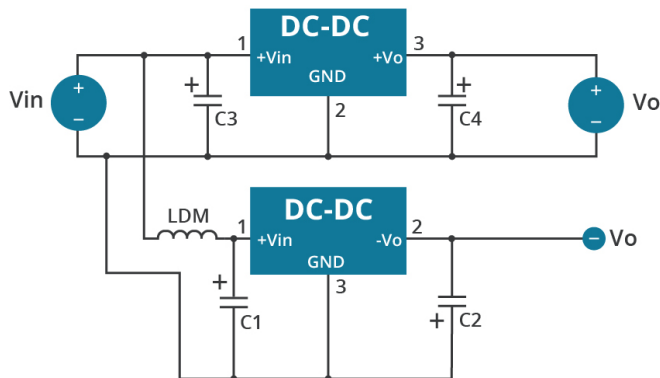 DC-DC
1
+Vin
+Vo
3
GND
2
Vin
+
−
+
C3
+
C4
+
−
Vo
LDM
DC-DC
1
+Vin
-Vo
2
GND
3
+
C1
+
C2
− Vo